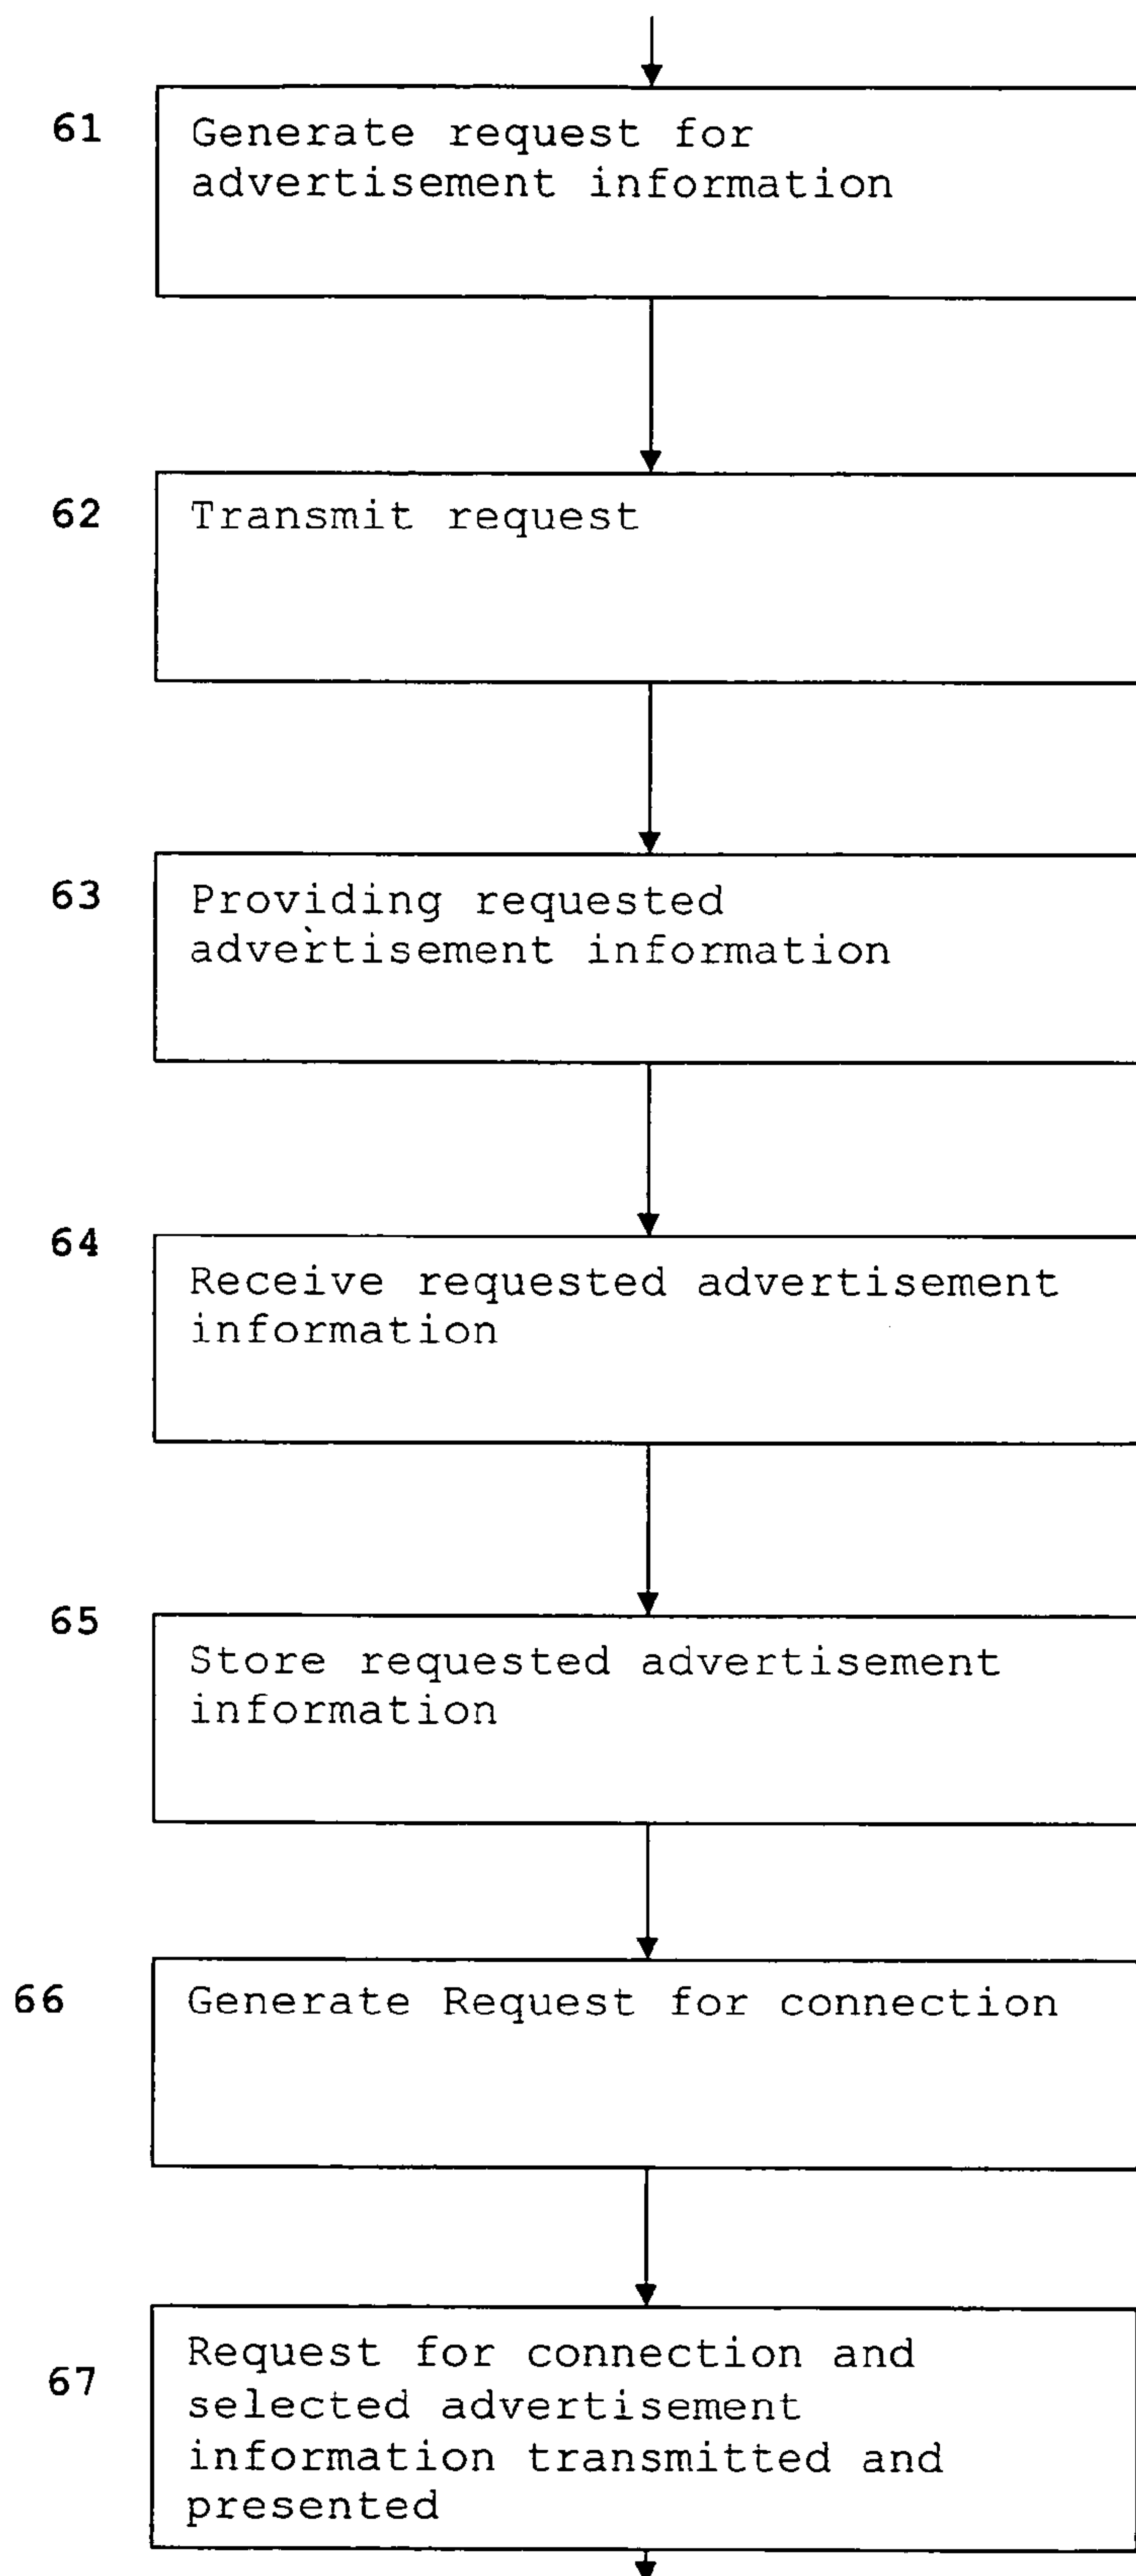 61
Generate request for
advertisement information
62
Transmit request
63
Providing requested
advertisement information
64
Receive requested advertisement
information
65
Store requested advertisement
information
66
Generate Request for connection
67
Request for connection and
selected advertisement
information transmitted and
presented